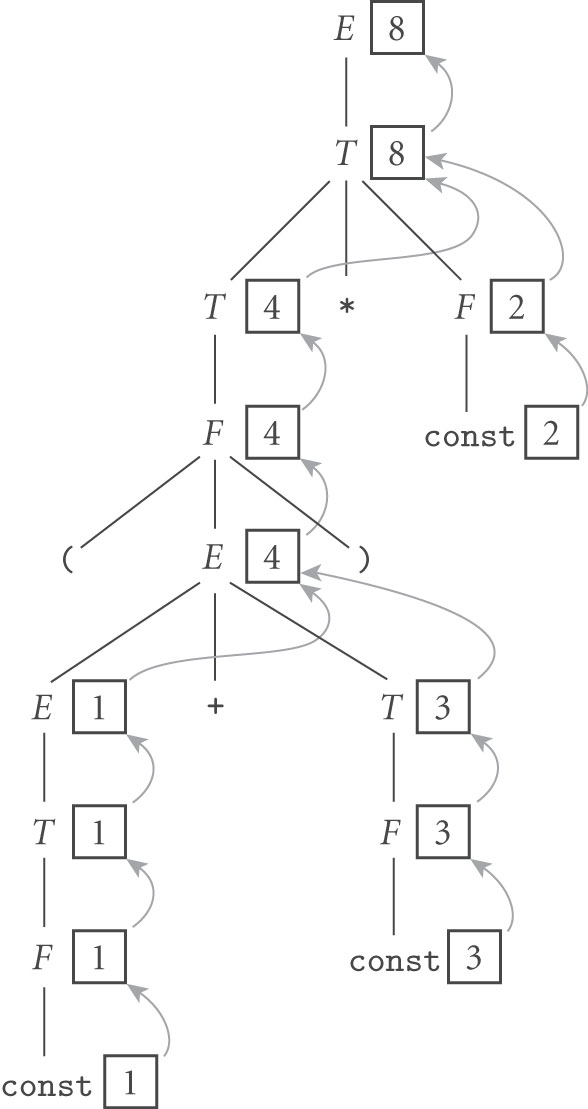 E 8
T 8
T 4 * F 2
F 4 const 2
( E 4 )
E 1 + T 3
T 1 F 3
F 1 const 3
const 1